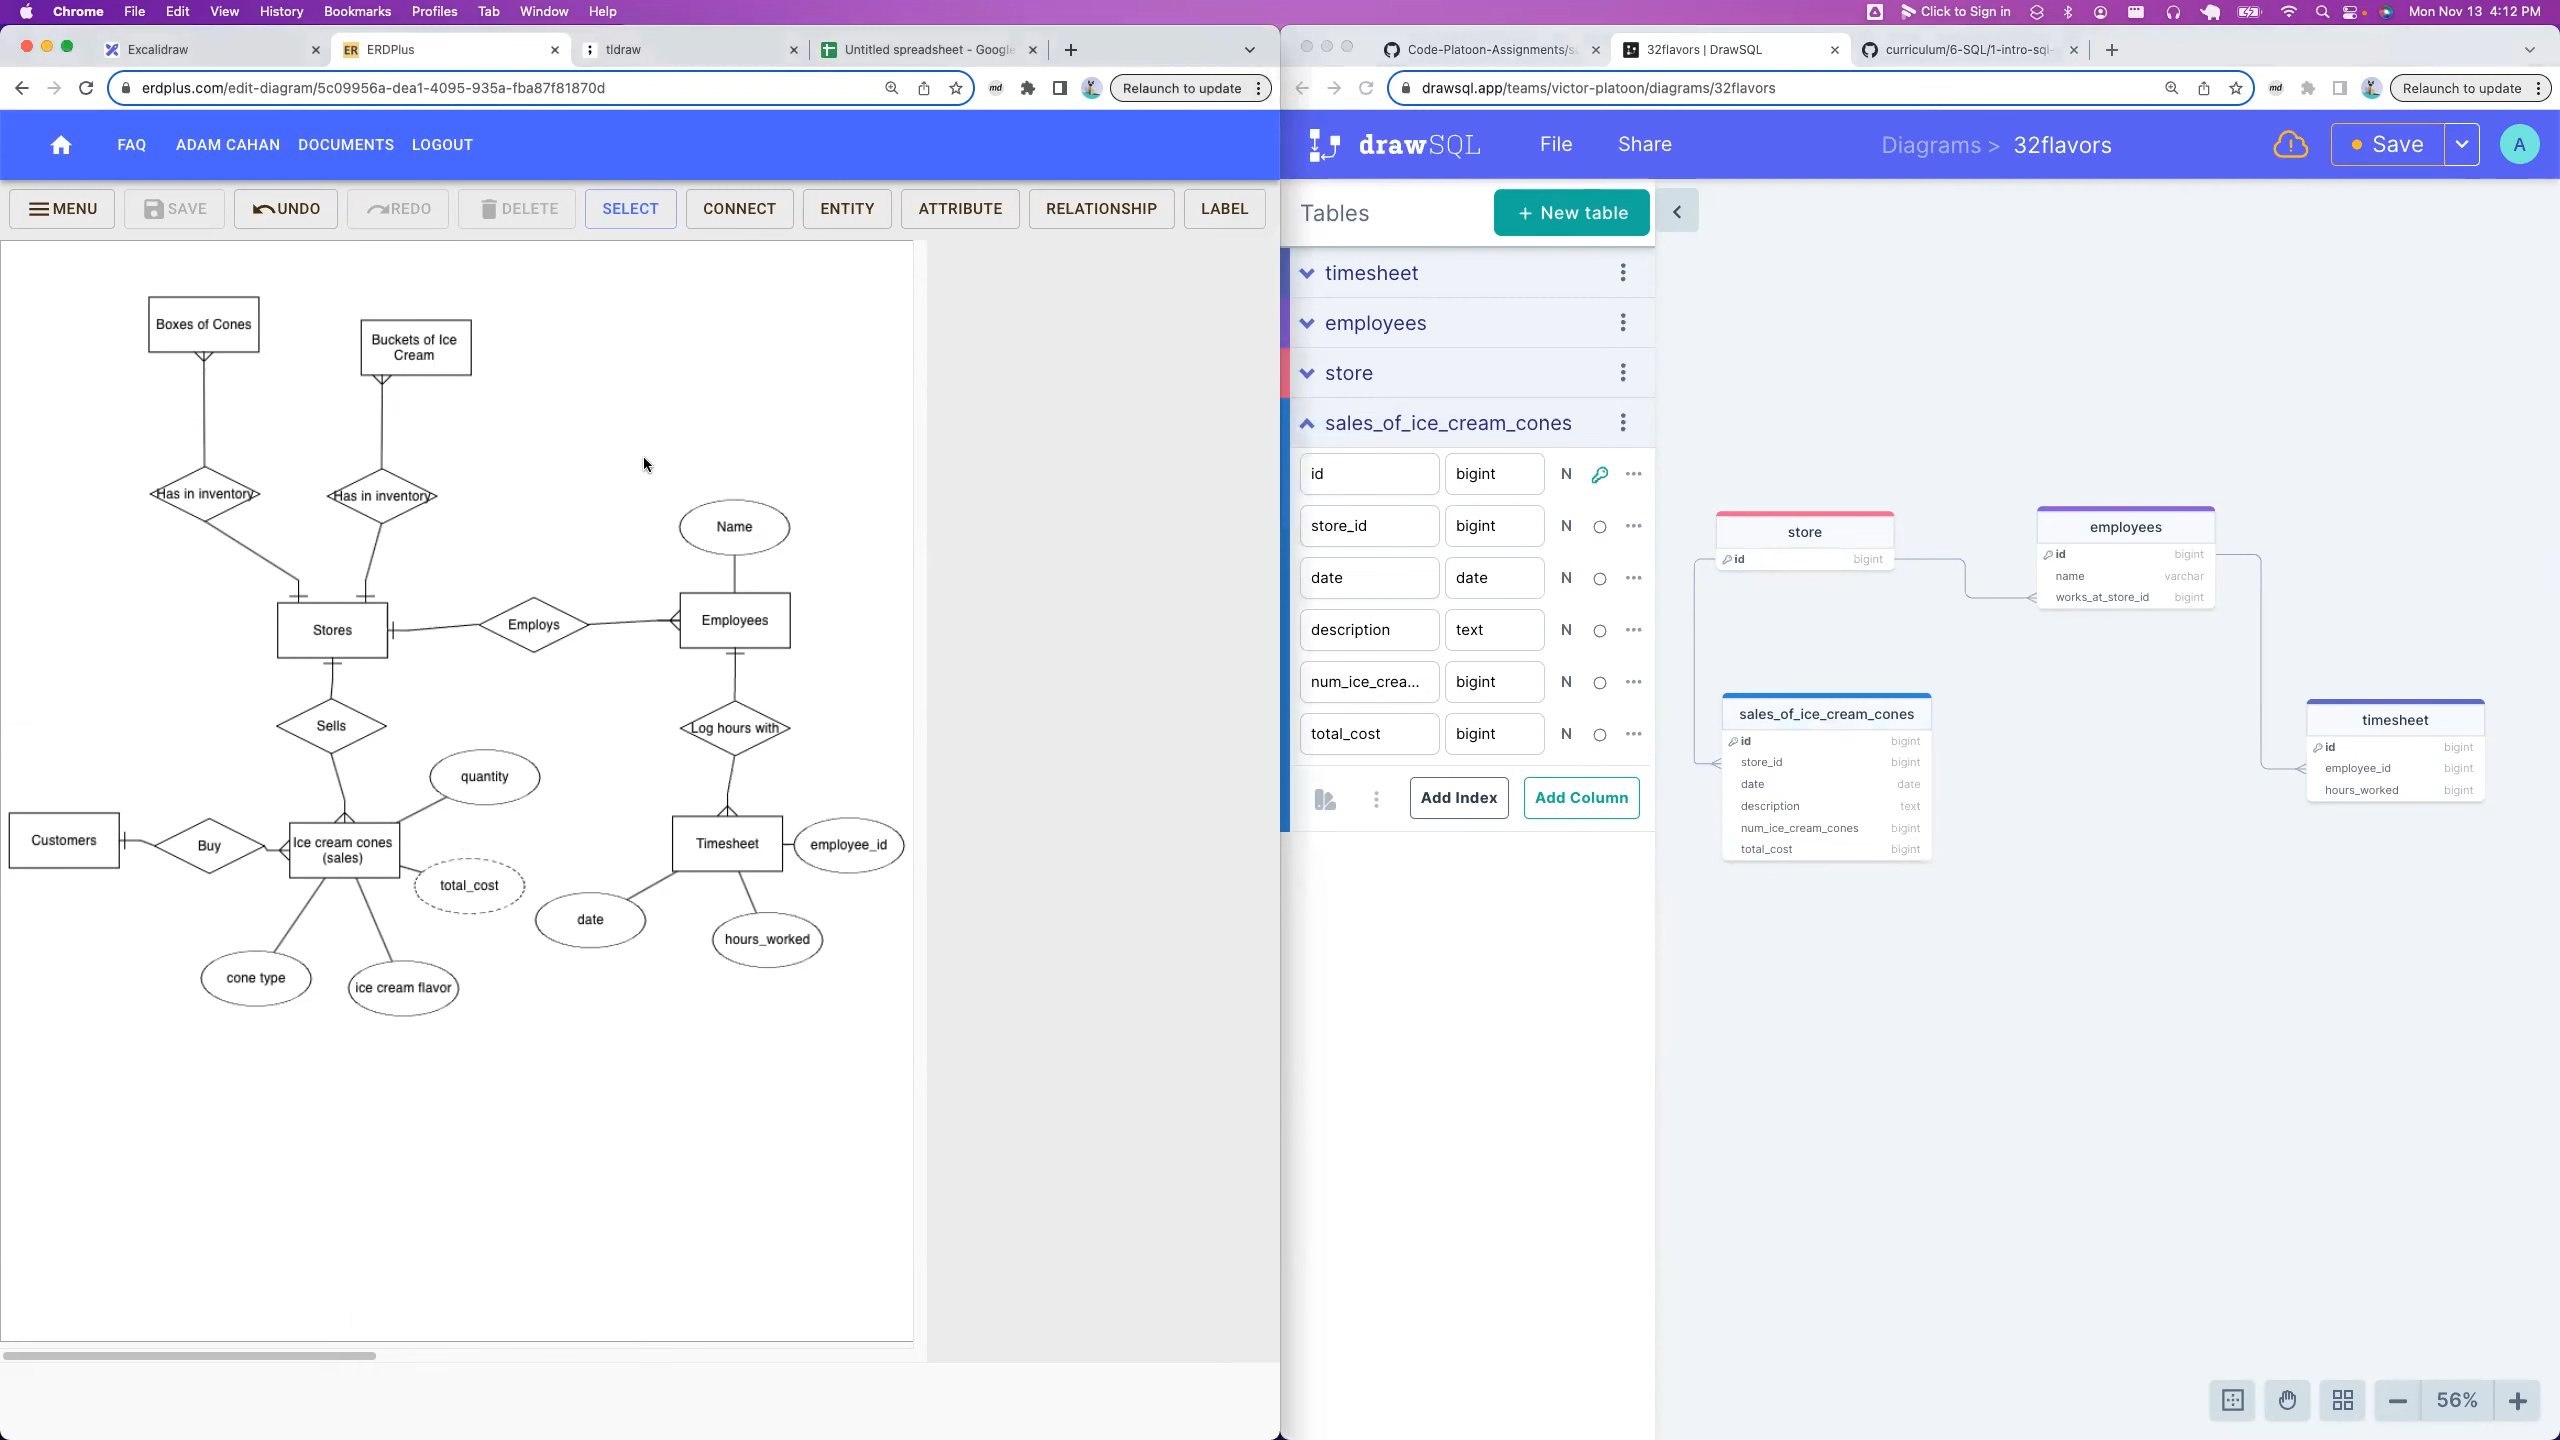 Chrome File Edit View History Bookmarks Profiles Tab Window Help
Click to Sign in
Mon Nov 13 4:12 PM
Excalidraw
ERDPlus
tldraw
Untitled spreadsheet - Google
erdplus.com/edit-diagram/5c09956a-dea1-4095-935a-fba87f81870d
Relaunch to update
FAQ ADAM CAHAN DOCUMENTS LOGOUT
MENU SAVE UNDO REDO DELETE SELECT CONNECT ENTITY ATTRIBUTE RELATIONSHIP LABEL
Boxes of Cones
Buckets of Ice
Cream
Has in inventory
Has in inventory
Name
Stores
Employs
Employees
Sells
Log hours with
quantity
Customers
Buy
Ice cream cones
(sales)
Timesheet
employee_id
total_cost
date
hours_worked
cone type
ice cream flavor
Code-Platoon-Assignments/s
32flavors | DrawSQL
curriculum/6-SQL/1-intro-sql-
drawsql.app/teams/victor-platoon/diagrams/32flavors
Relaunch to update
drawSQL
File
Share
Diagrams > 32flavors
Save
A
Tables
+ New table
timesheet
employees
store
sales_of_ice_cream_cones
id bigint N
store_id bigint N
date date N
description text N
num_ice_crea... bigint N
total_cost bigint N
Add Index
Add Column
store
id bigint
employees
id bigint
name varchar
works_at_store_id bigint
sales_of_ice_cream_cones
id bigint
store_id bigint
date date
description text
num_ice_cream_cones bigint
total_cost bigint
timesheet
id bigint
employee_id bigint
hours_worked bigint
56%